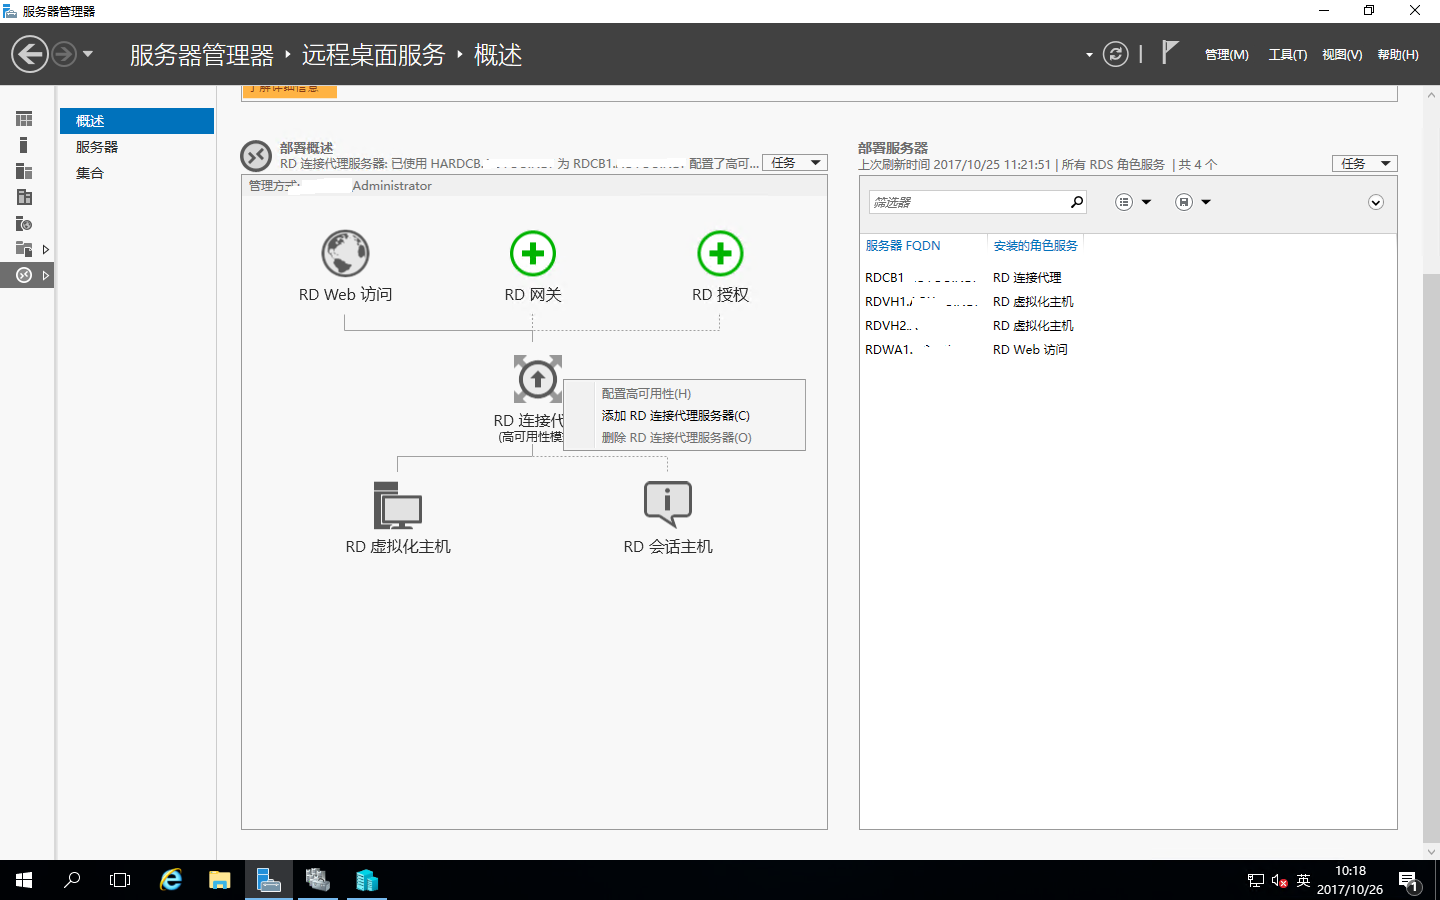 服务器管理器
服务器管理器 · 远程桌面服务 · 概述
管理(M) 工具(T) 视图(V) 帮助(H)
概述
服务器
集合
部署概述
RD 连接代理服务器: 已使用 HARDCB. 为 RDCB1. 配置了高可...
任务
管理方式: Administrator
RD Web 访问
RD 网关
RD 授权
RD 连接代
(高可用性模
配置高可用性(H)
添加 RD 连接代理服务器(C)
删除 RD 连接代理服务器(O)
RD 虚拟化主机
RD 会话主机
部署服务器
上次刷新时间 2017/10/25 11:21:51 | 所有 RDS 角色服务 | 共 4 个
任务
筛选器
服务器 FQDN 安装的角色服务
RDCB1 RD 连接代理
RDVH1. RD 虚拟化主机
RDVH2. RD 虚拟化主机
RDWA1. RD Web 访问
英
10:18
2017/10/26
1